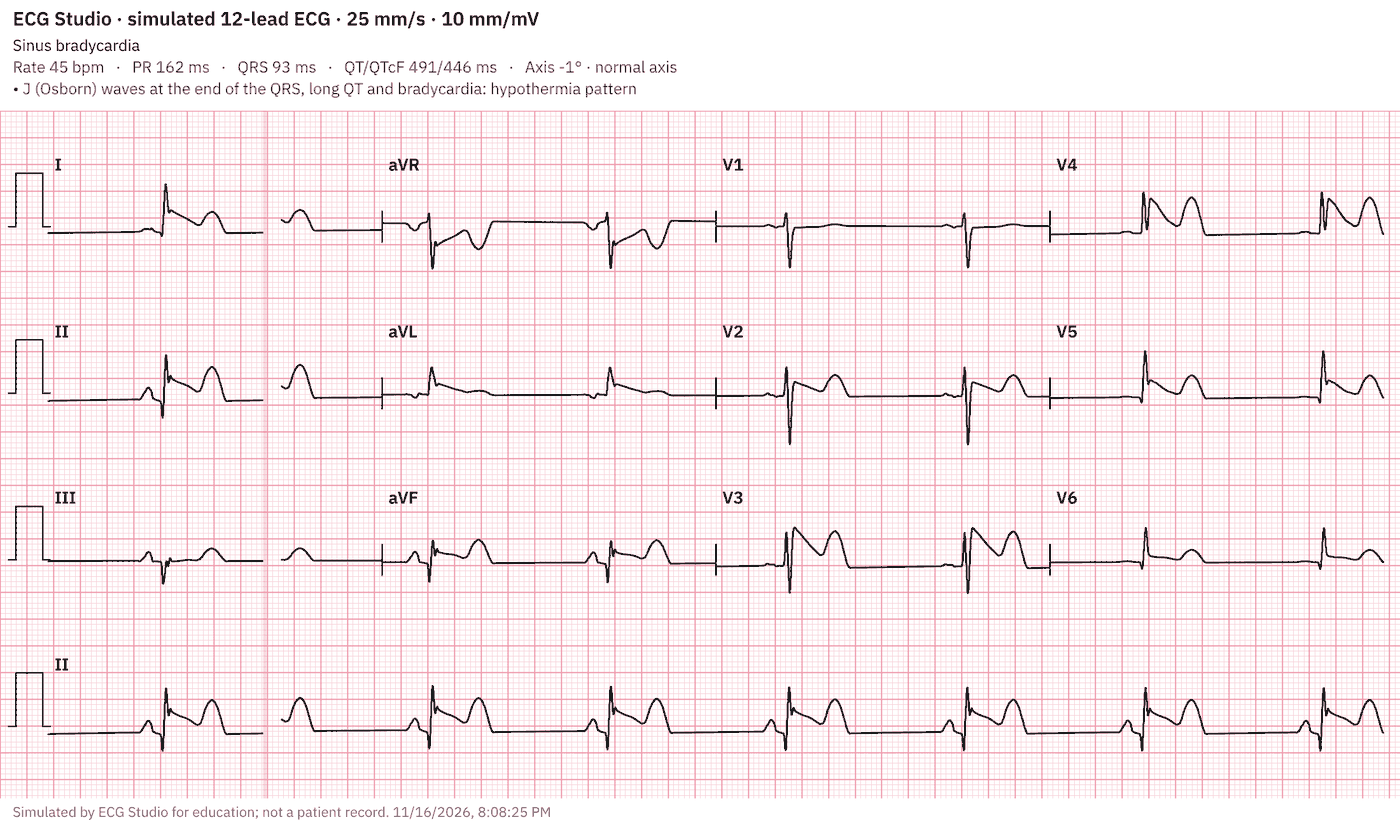 ECG Studio · simulated 12-lead ECG · 25 mm/s · 10 mm/mV
Sinus bradycardia
Rate 45 bpm · PR 162 ms · QRS 93 ms · QT/QTcF 491/446 ms · Axis -1° · normal axis
• J (Osborn) waves at the end of the QRS, long QT and bradycardia: hypothermia pattern
I aVR V1 V4
II aVL V2 V5
III aVF V3 V6
II
Simulated by ECG Studio for education; not a patient record. 11/16/2026, 8:08:25 PM